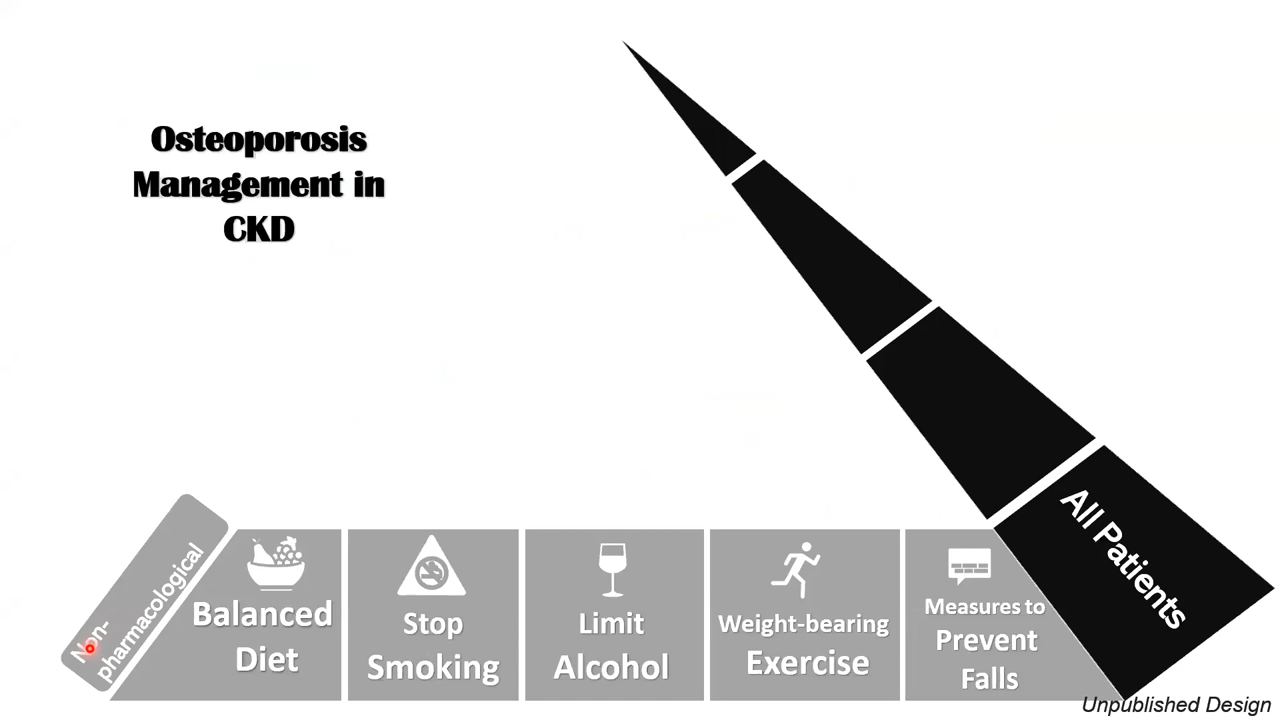 Osteoporosis
Management in
CKD
All Patients
Non-
pharmacological
Balanced
Diet
Stop
Smoking
Limit
Alcohol
Weight-bearing
Exercise
Measures to
Prevent
Falls
Unpublished Design